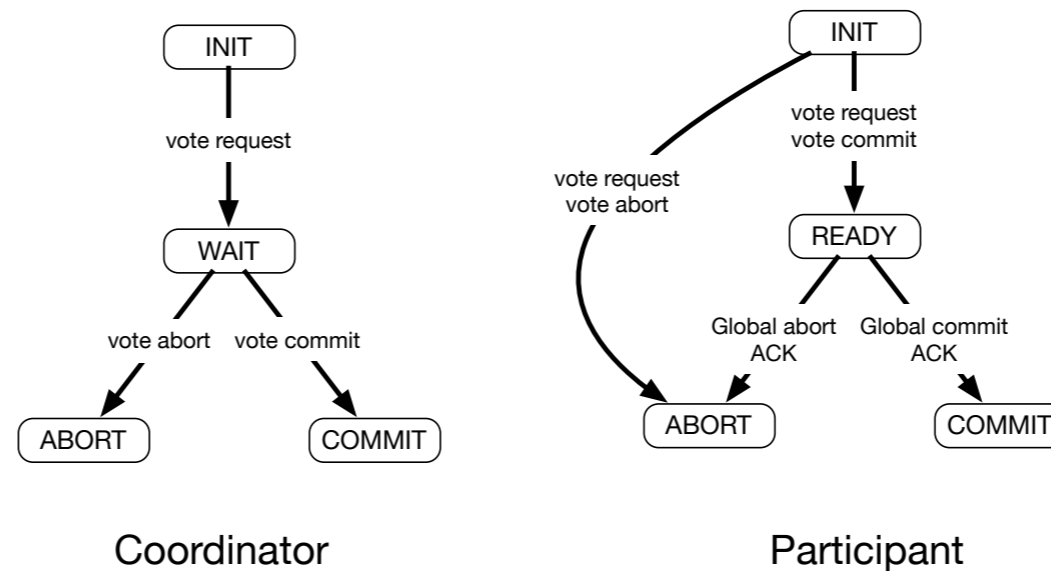 INIT
vote request
WAIT
vote abort
vote commit
ABORT
COMMIT
Coordinator
INIT
vote request
vote commit
vote request
vote abort
READY
Global abort
ACK
Global commit
ACK
ABORT
COMMIT
Participant